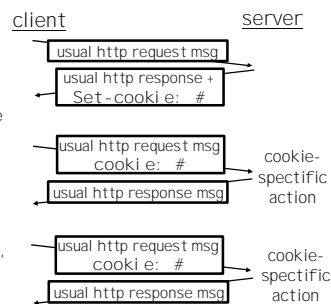 client server
usual http request msg
usual http response +
Set-cookie: #
e
usual http request msg
cookie: #
cookie-
spectific
action
usual http response msg
,
usual http request msg
cookie: #
cookie-
spectific
action
usual http response msg